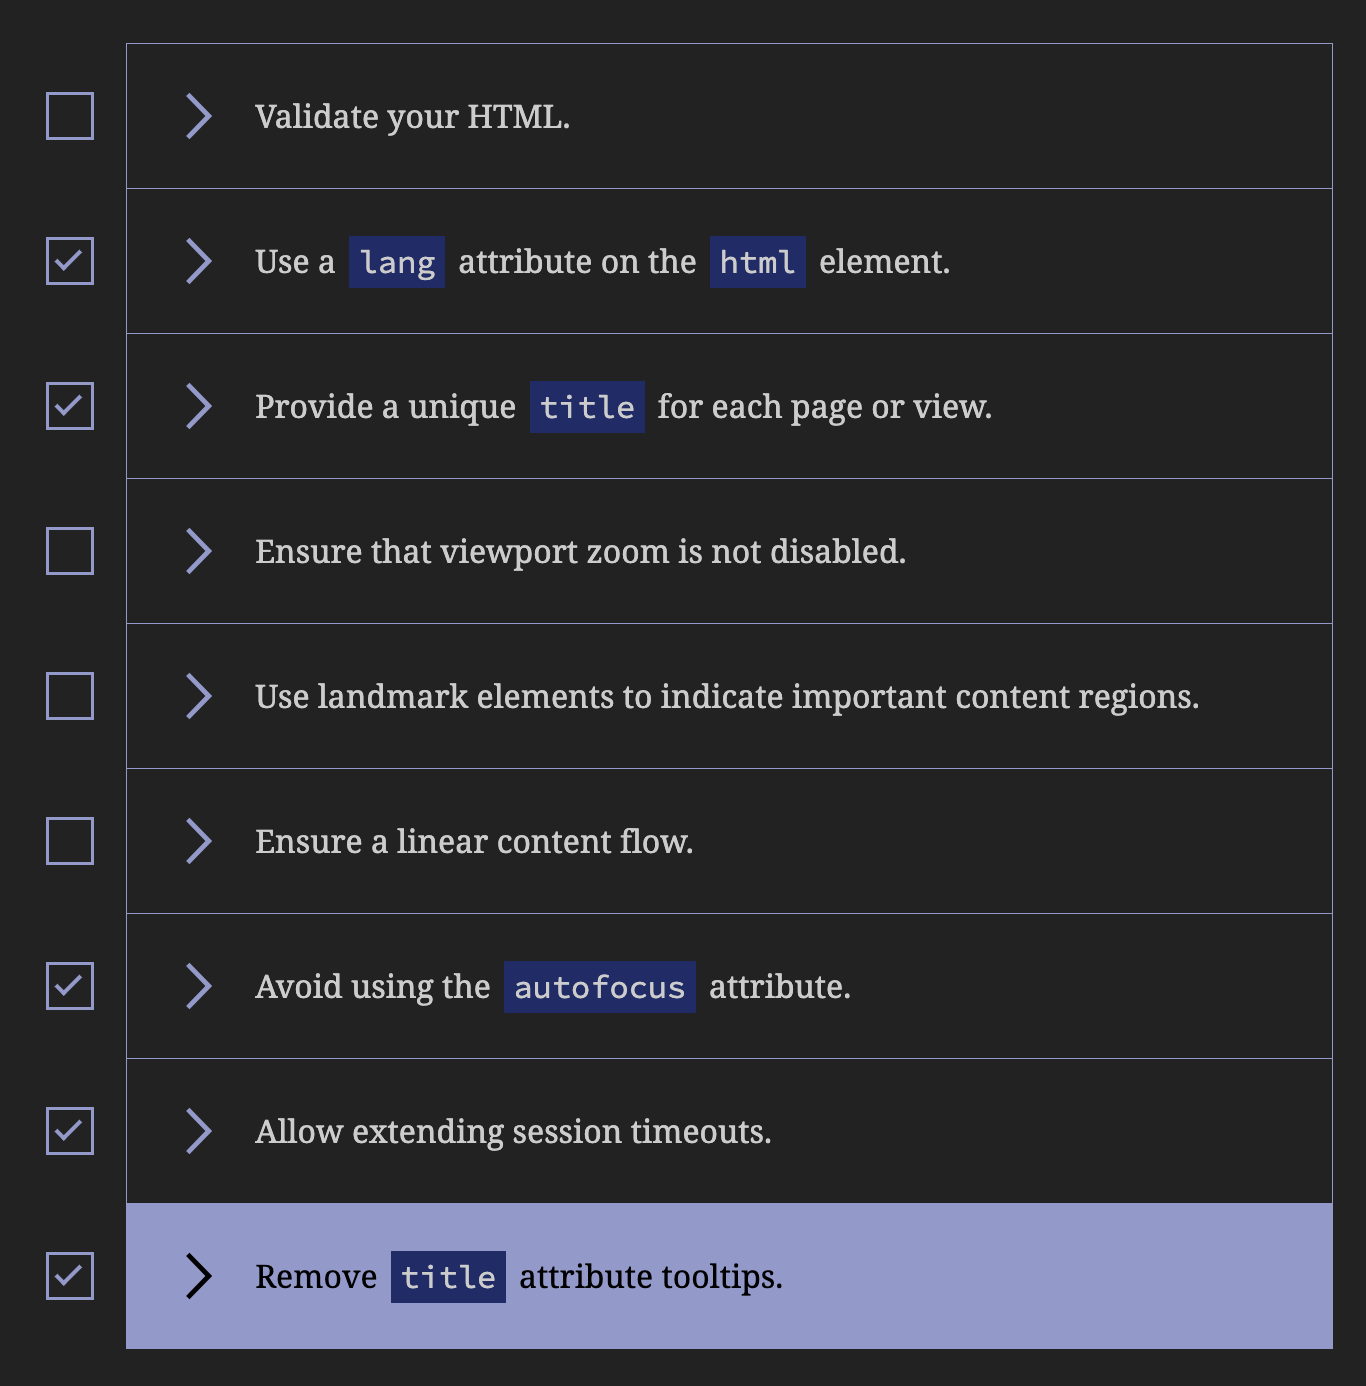 Validate your HTML.
Use a lang attribute on the html element.
Provide a unique title for each page or view.
Ensure that viewport zoom is not disabled.
Use landmark elements to indicate important content regions.
Ensure a linear content flow.
Avoid using the autofocus attribute.
Allow extending session timeouts.
Remove title attribute tooltips.